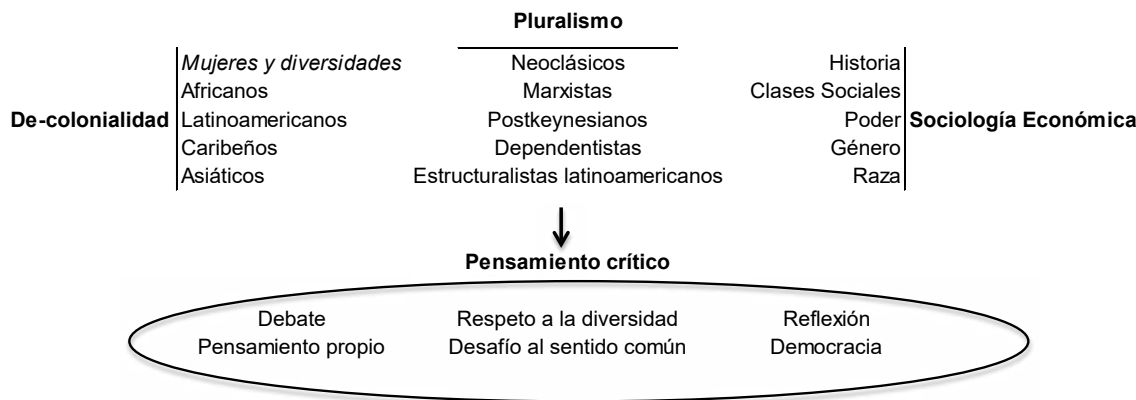 Pluralismo
Mujeres y diversidades Neoclásicos Historia
Africanos Marxistas Clases Sociales
De-colonialidad Latinoamericanos Postkeynesianos Poder Sociología Económica
Caribeños Dependentistas Género
Asiáticos Estructuralistas latinoamericanos Raza
Pensamiento crítico
Debate Respeto a la diversidad Reflexión
Pensamiento propio Desafío al sentido común Democracia